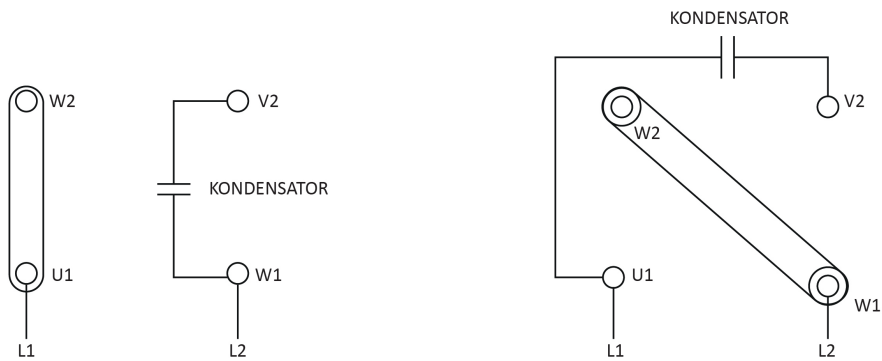 W2
V2
KONDENSATOR
U1
W1
L1
L2
KONDENSATOR
V2
W2
U1
W1
L1
L2